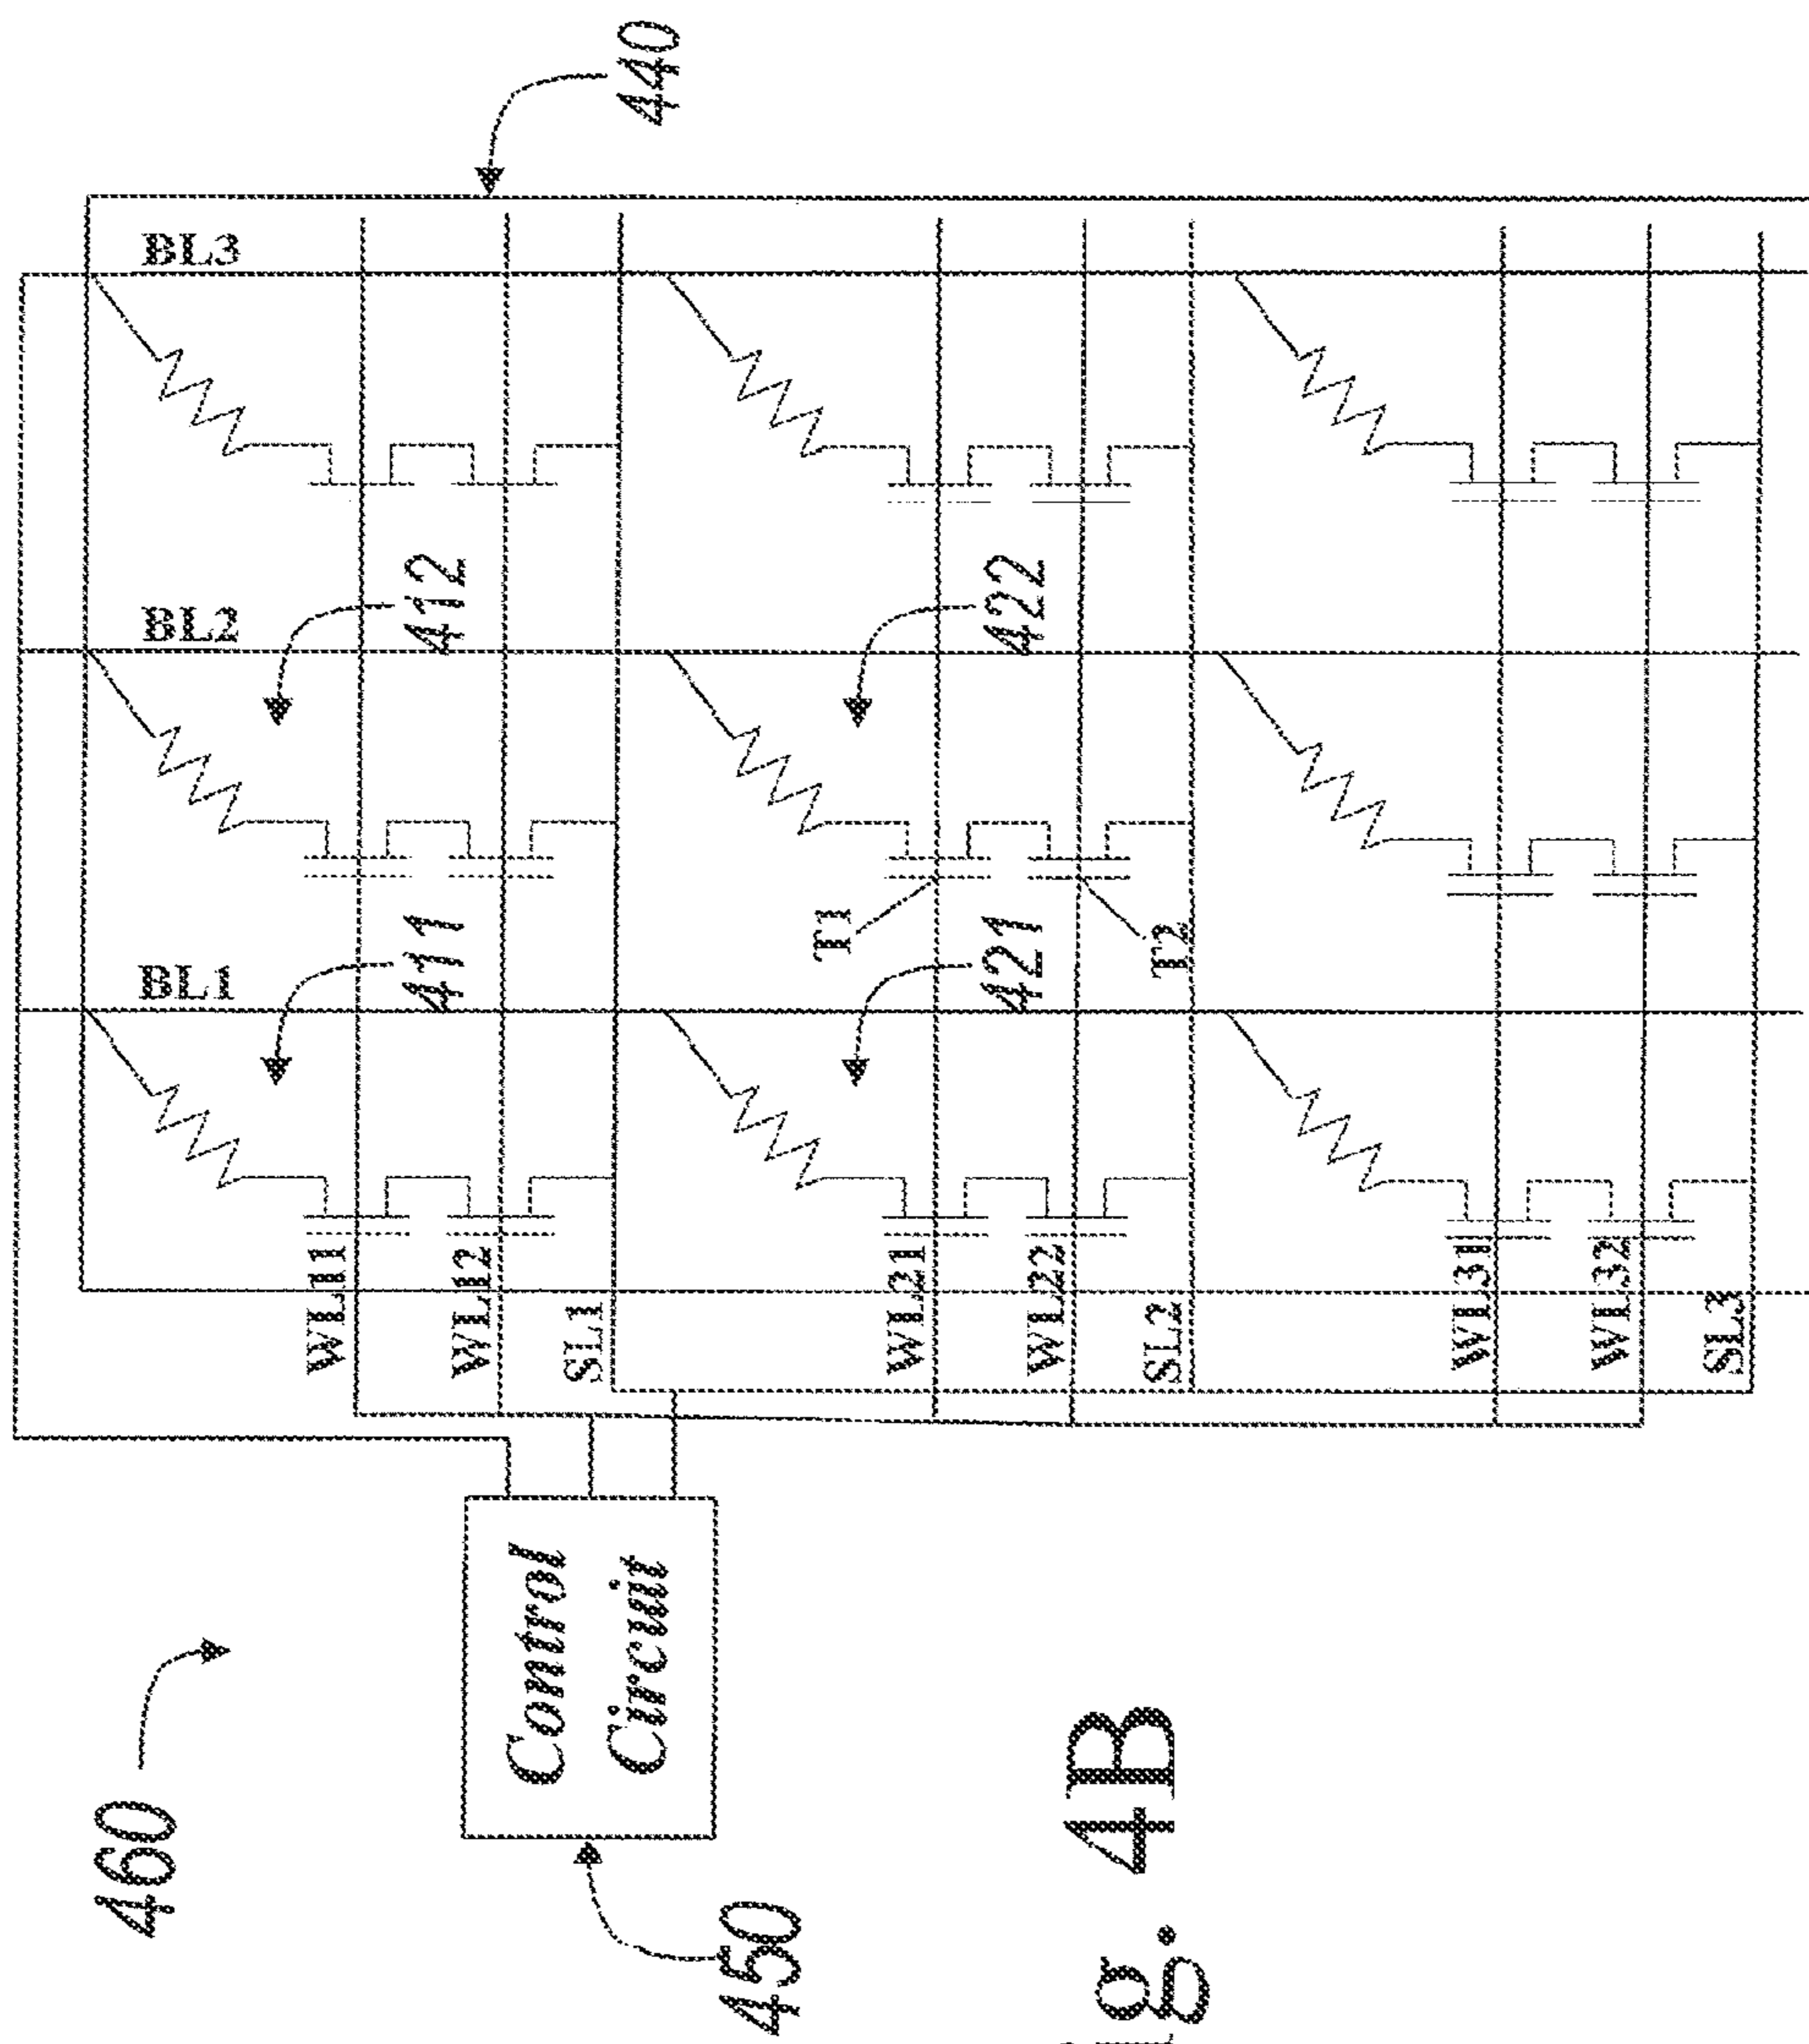 460
440
BL3
BL2
BL1
412
422
411
421
T1
T2
WL11
WL12
SL1
WL21
WL22
SL2
WL31
WL32
SL3
Control
Circuit
450
g. 4B